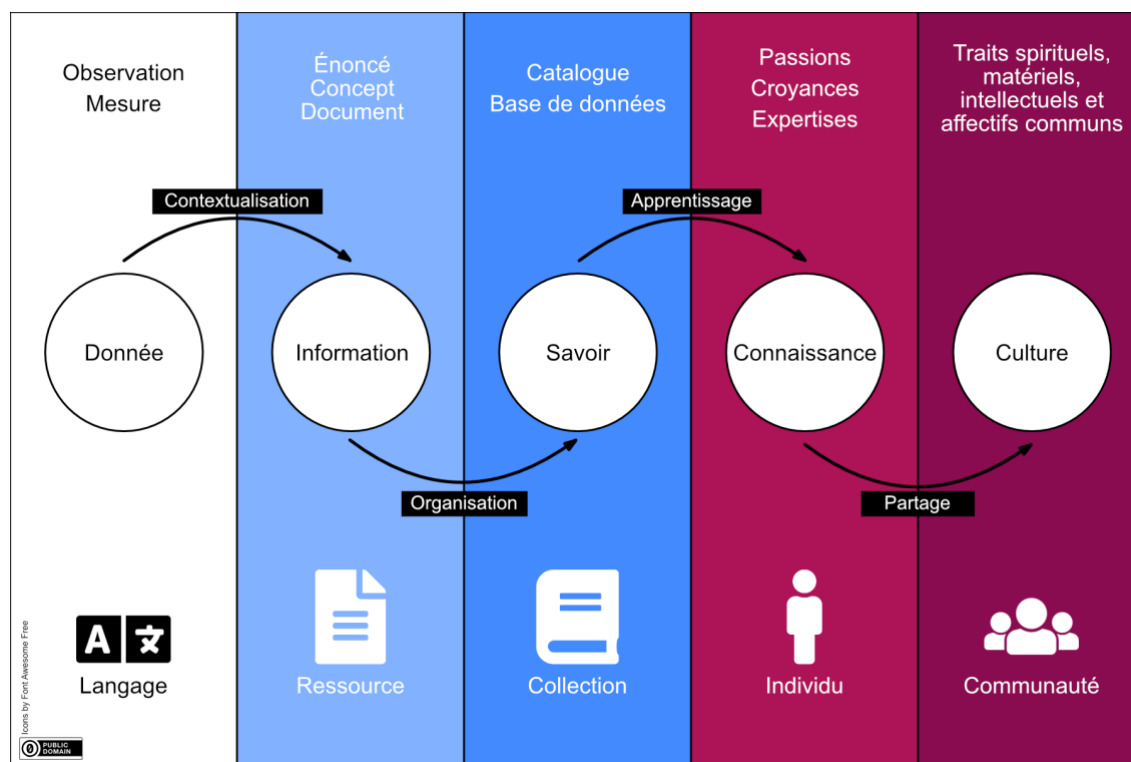 Observation
Mesure
Énoncé
Concept
Document
Catalogue
Base de données
Passions
Croyances
Expertises
Traits spirituels,
matériels,
intellectuels et
affectifs communs
Contextualisation
Apprentissage
Donnée
Information
Savoir
Connaissance
Culture
Organisation
Partage
A 文
Langage
Ressource
Collection
Individu
Communauté
Icons by Font Awesome Free
0 PUBLIC
DOMAIN